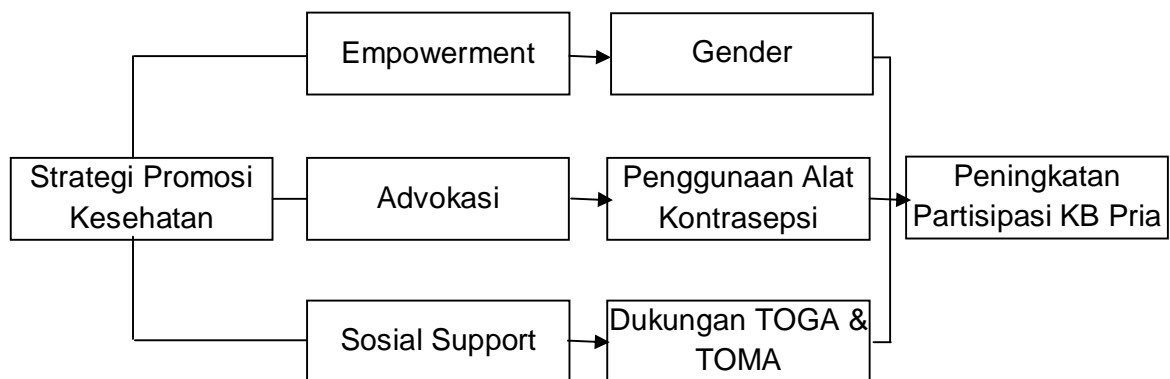 Empowerment
Gender
Strategi Promosi
Kesehatan
Advokasi
Penggunaan Alat
Kontrasepsi
Peningkatan
Partisipasi KB Pria
Sosial Support
Dukungan TOGA &
TOMA